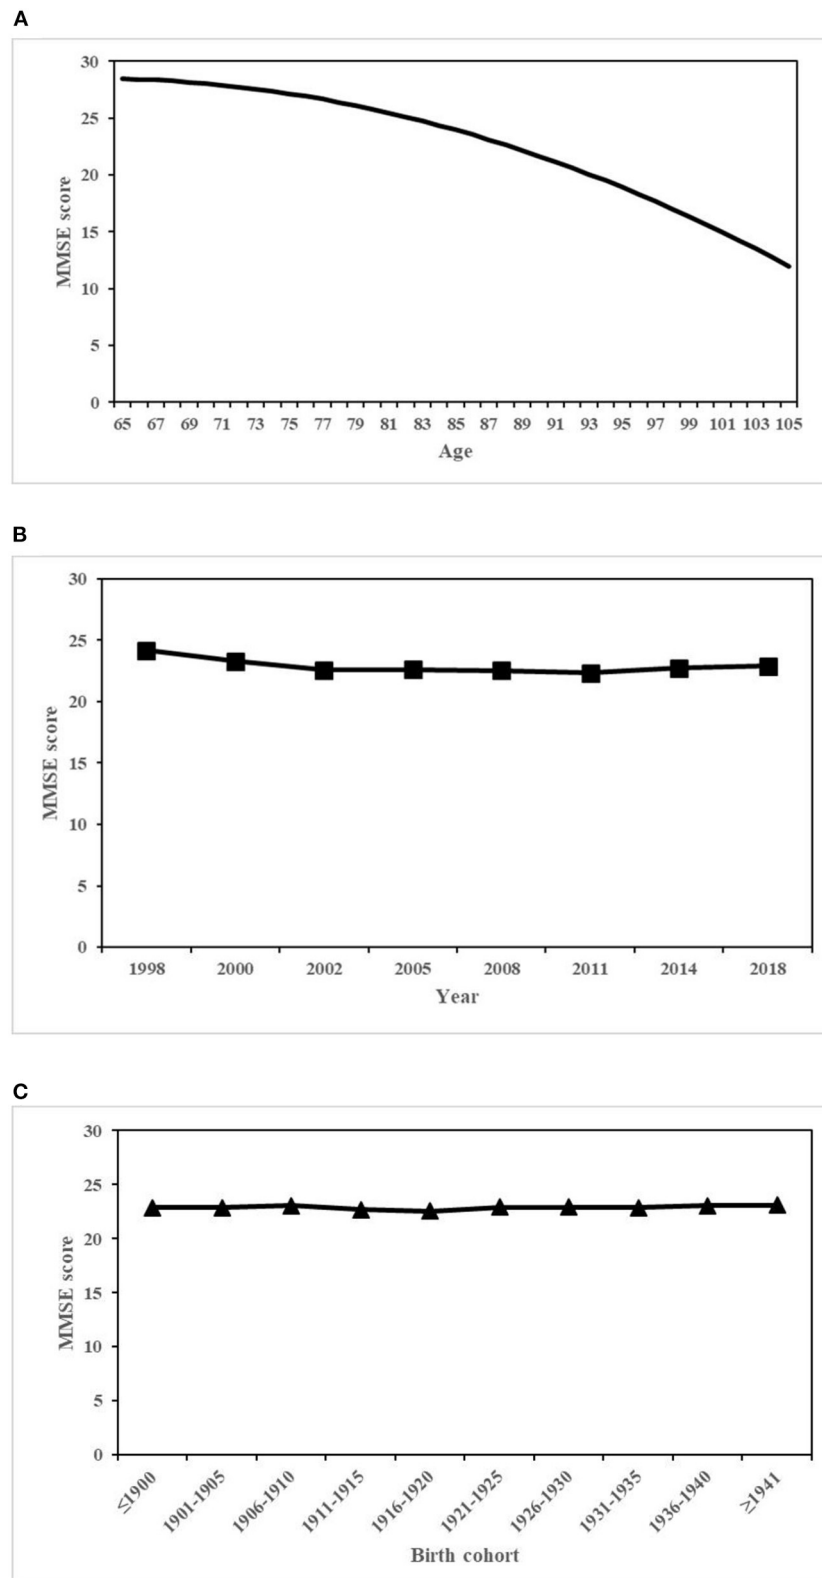 A
30
25
20
15
10
5
0
MMSE score
65 67 69 71 73 75 77 79 81 83 85 87 89 91 93 95 97 99 101 103 105
Age
B
30
25
20
15
10
5
0
MMSE score
1998 2000 2002 2005 2008 2011 2014 2018
Year
C
30
25
20
15
10
5
0
MMSE score
≤1900 1901-1905 1906-1910 1911-1915 1916-1920 1921-1925 1926-1930 1931-1935 1936-1940 ≥1941
Birth cohort